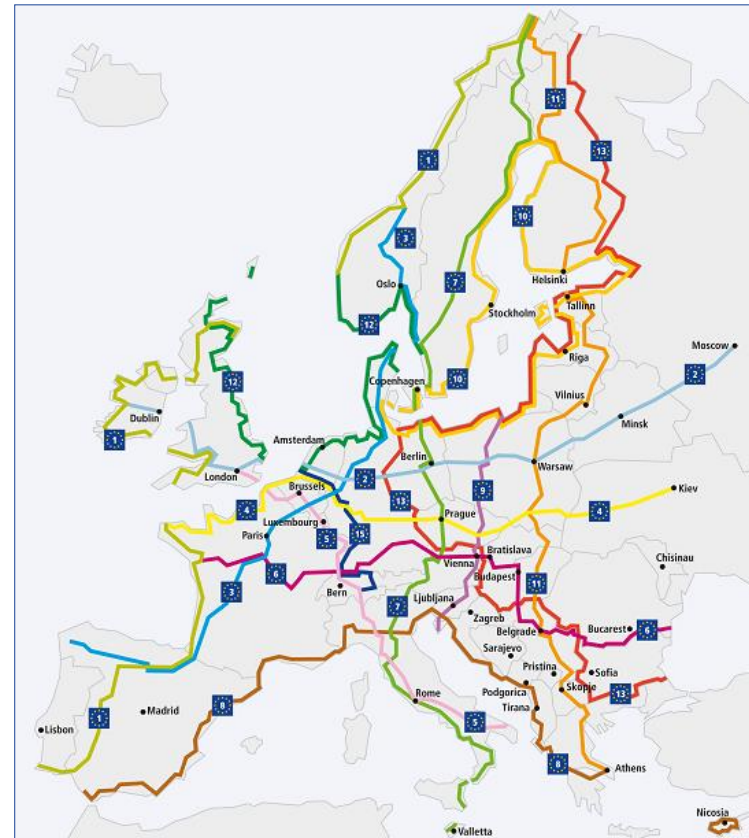 11
1
13
3
10
Helsinki
Oslo
7
Tallinn
Stockholm
12
Moscow
Riga
2
12
Copenhagen
10
Vilnius
Dublin
Minsk
1
Amsterdam
Berlin
London
2
Warsaw
Brussels
9
Kiev
4
13
4
Luxembourg
Prague
5
15
Paris
Bratislava
Vienna
Chisinau
6
Budapest
Bern
11
3
7
Ljubljana
Zagreb
Bucarest
6
Belgrade
Sarajevo
Pristina
Sofia
Podgorica
Skopje
13
Rome
Tirana
8
Madrid
1
5
Lisbon
8
Athens
Nicosia
Valletta